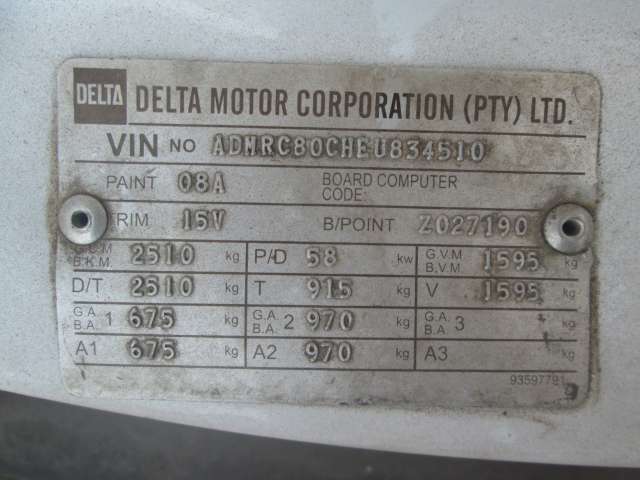 DELTA DELTA MOTOR CORPORATION (PTY) LTD.
VIN NO ADMRC80CHEU834510
PAINT 08A BOARD COMPUTER
CODE:
TRIM 15V B/POINT Z027190
G.C.M B.K.M. 2510 kg P/D 58 kw G.V.M B.V.M 1595 kg
D/T 2510 kg T 915 kg V 1595 kg
G.A. B.A. 1 675 kg G.A. B.A. 2 970 kg G.A. B.A. 3 kg
A1 675 kg A2 970 kg A3 kg